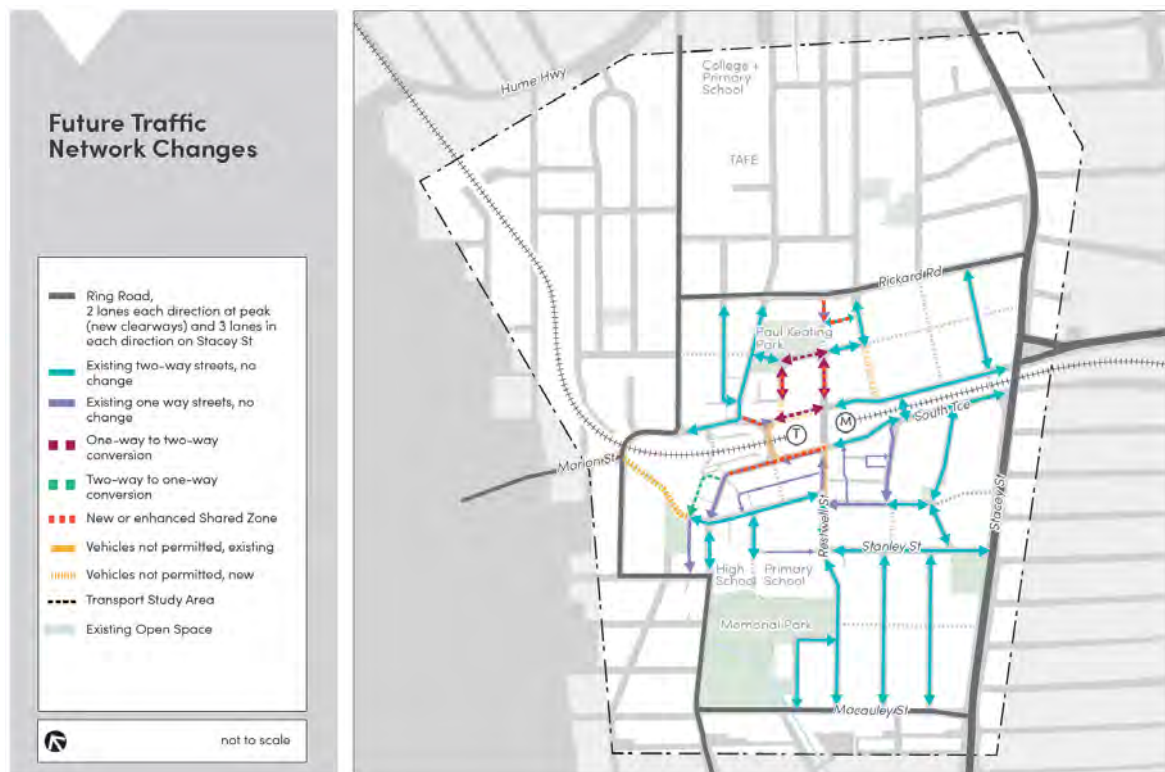 Future Traffic
Network Changes
Ring Road,
2 lanes each direction at peak
(new clearways) and 3 lanes in
each direction on Stacey St
Existing two-way streets, no
change
Existing one way streets, no
change
One-way to two-way
conversion
Two-way to one-way
conversion
New or enhanced Shared Zone
Vehicles not permitted, existing
Vehicles not permitted, new
Transport Study Area
Existing Open Space
not to scale
Hume Hwy
College +
Primary
School
TAFE
Rickard Rd
Paul Keating
Park
T
M
South Tce
Marion St
Stacey St
Restwell St
Stanley St
High
School
Primary
School
Memorial Park
Macauley St